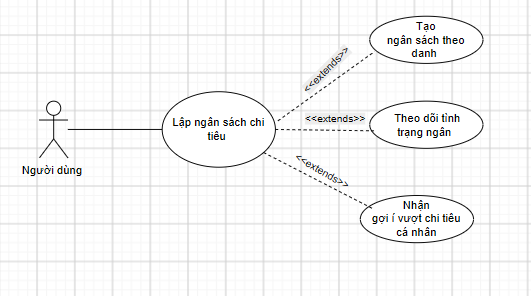 Tạo
ngân sách theo
danh
<<extends>>
Lập ngân sách chi
tiêu
<<extends>>
Theo dõi tình
trạng ngân
Người dùng
<<extends>>
Nhận
gợi í vượt chi tiêu
cá nhân